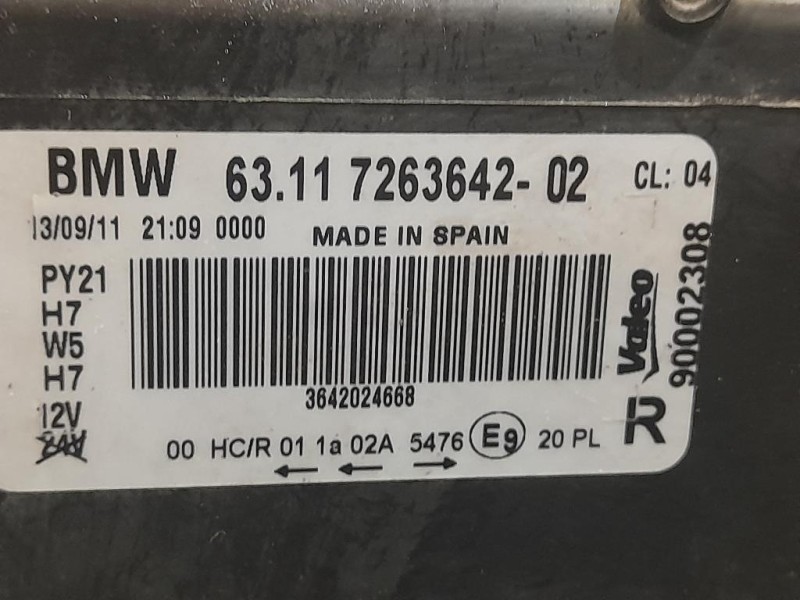 BMW 63.11 7263642-02 CL: 04
13/09/11 21:09 0000 MADE IN SPAIN
PY21
H7
W5
H7
12V
24V
3642024668
00 HC/R 01 1a 02A 5476 E9 20 PL
Valeo
90002308
R